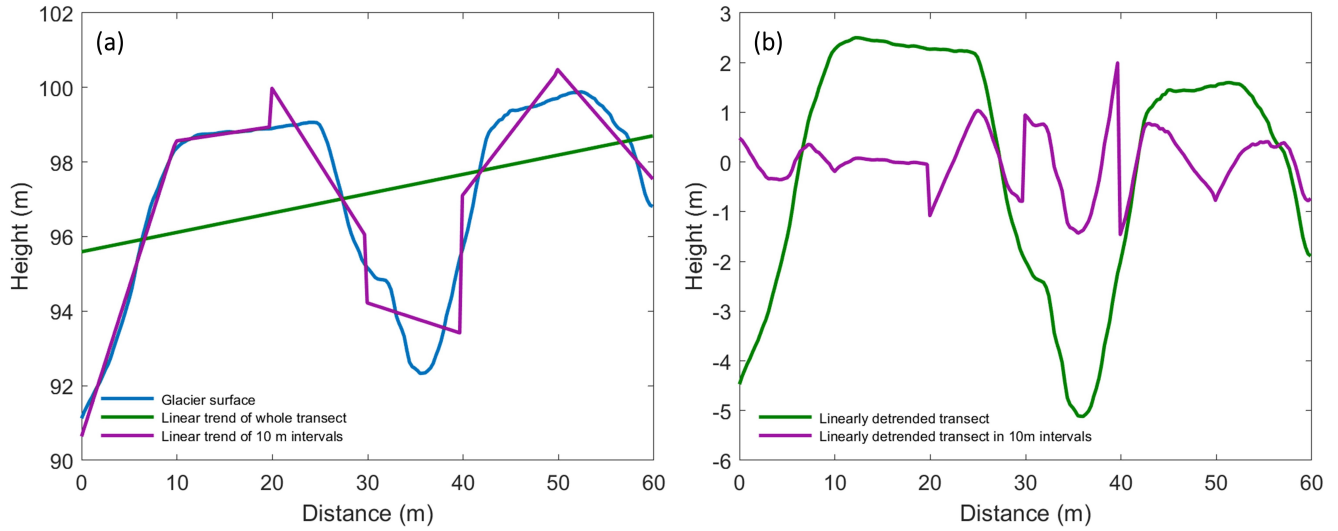 (a)
Height (m)
102
100
98
96
94
92
90
Glacier surface
Linear trend of whole transect
Linear trend of 10 m intervals
0 10 20 30 40 50 60
Distance (m)
(b)
Height (m)
3
2
1
0
-1
-2
-3
-4
-5
-6
Linearly detrended transect
Linearly detrended transect in 10m intervals
0 10 20 30 40 50 60
Distance (m)